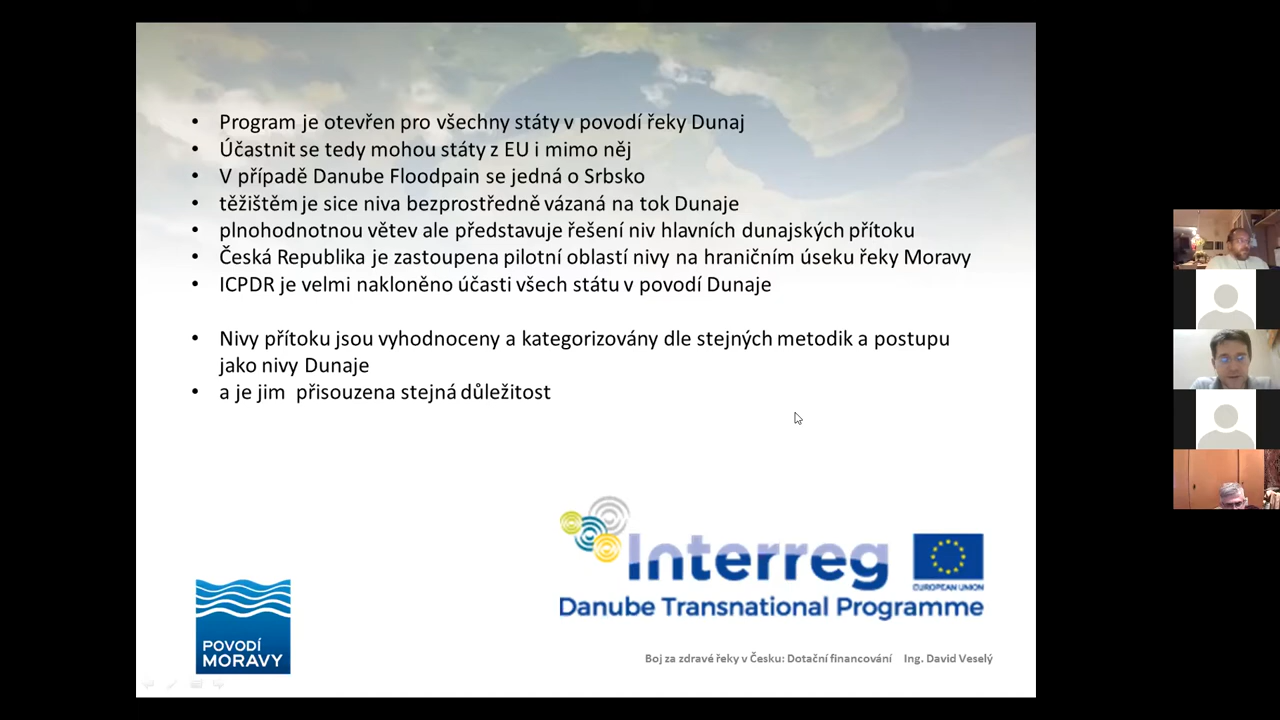 • Program je otevřen pro všechny státy v povodí řeky Dunaj
• Účastnit se tedy mohou státy z EU i mimo něj
• V případě Danube Floodpain se jedná o Srbsko
• těžištěm je sice niva bezprostředně vázaná na tok Dunaje
• plnohodnotnou větev ale představuje řešení niv hlavních dunajských přítoku
• Česká Republika je zastoupena pilotní oblastí nivy na hraničním úseku řeky Moravy
• ICPDR je velmi nakloněno účasti všech státu v povodí Dunaje
• Nivy přítoku jsou vyhodnoceny a kategorizovány dle stejných metodik a postupu
jako nivy Dunaje
• a je jim přisouzena stejná důležitost
Interreg
EUROPEAN UNION
Danube Transnational Programme
POVODÍ
MORAVY
Boj za zdravé řeky v Česku: Dotační financování Ing. David Veselý